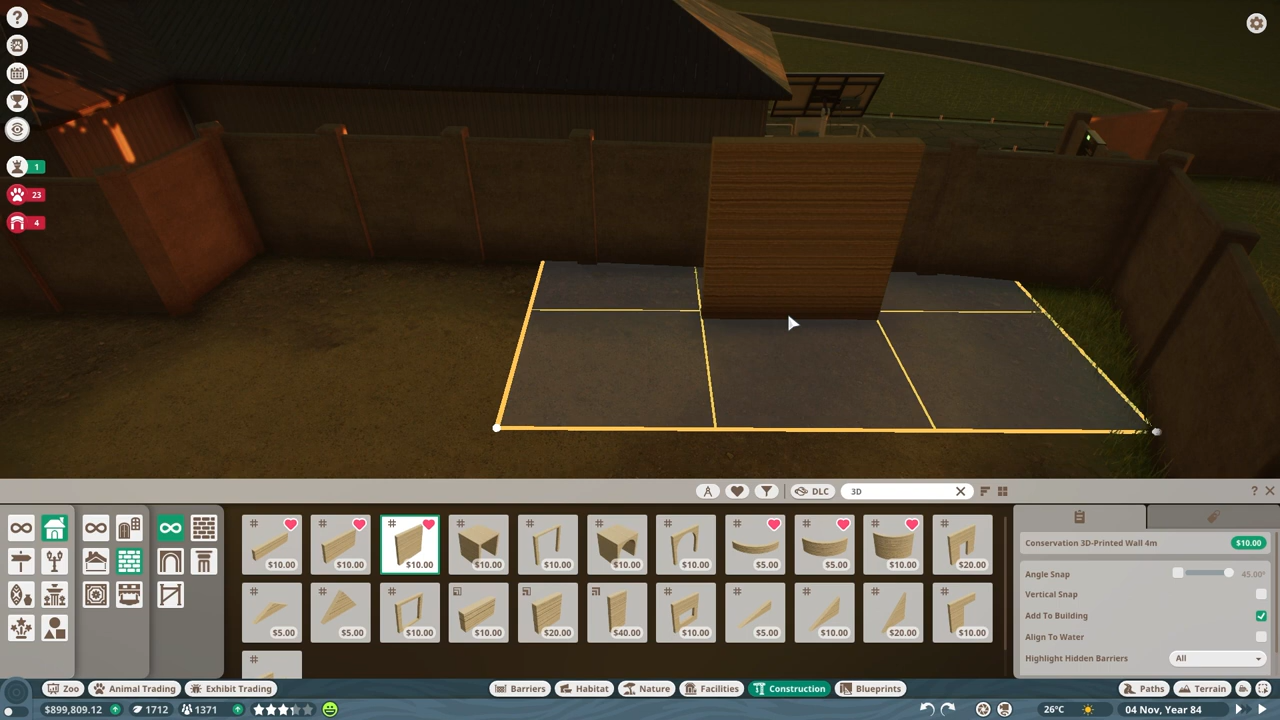 ?
1
23
4
DLC
3D
?
$10.00
$10.00
$10.00
$10.00
$10.00
$10.00
$10.00
$5.00
$5.00
$10.00
$20.00
$5.00
$5.00
$10.00
$10.00
$20.00
$40.00
$10.00
$5.00
$10.00
$20.00
$10.00
Conservation 3D-Printed Wall 4m
$10.00
Angle Snap
45.00°
Vertical Snap
Add To Building
Align To Water
Highlight Hidden Barriers
All
Zoo
Animal Trading
Exhibit Trading
Barriers
Habitat
Nature
Facilities
Construction
Blueprints
Paths
Terrain
$899,809.12
1712
1371
26°C
04 Nov, Year 84